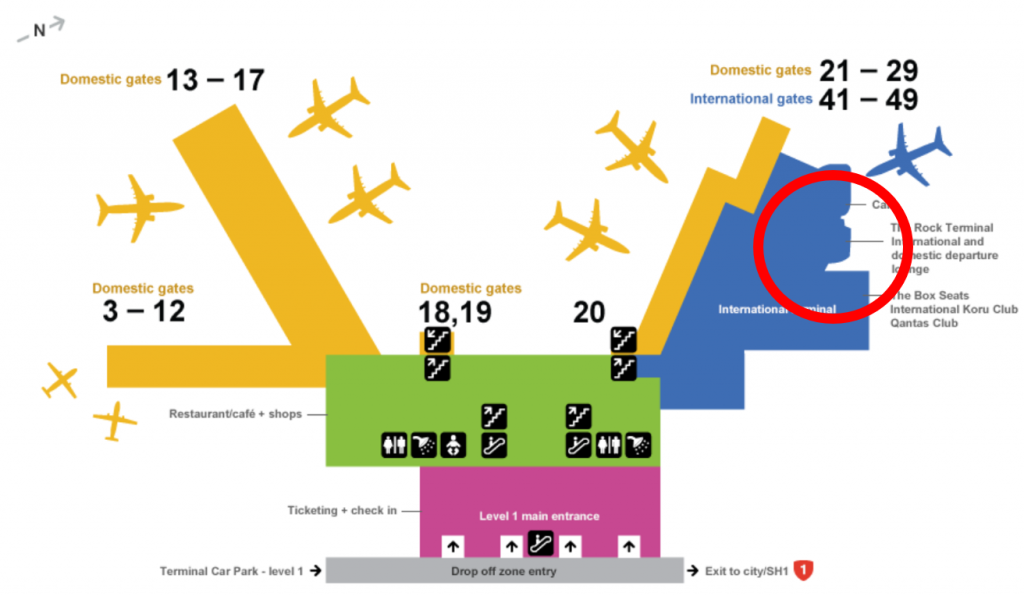 N
Domestic gates 13 – 17
Domestic gates 21 – 29
International gates 41 – 49
The Rock Terminal
International and
domestic departure
lounge
Domestic gates
3 – 12
Domestic gates
18,19
20
The Box Seats
International Koru Club
Qantas Club
International Terminal
Restaurant/café + shops
Ticketing + check in
Level 1 main entrance
Terminal Car Park - level 1
Drop off zone entry
Exit to city/SH1
1